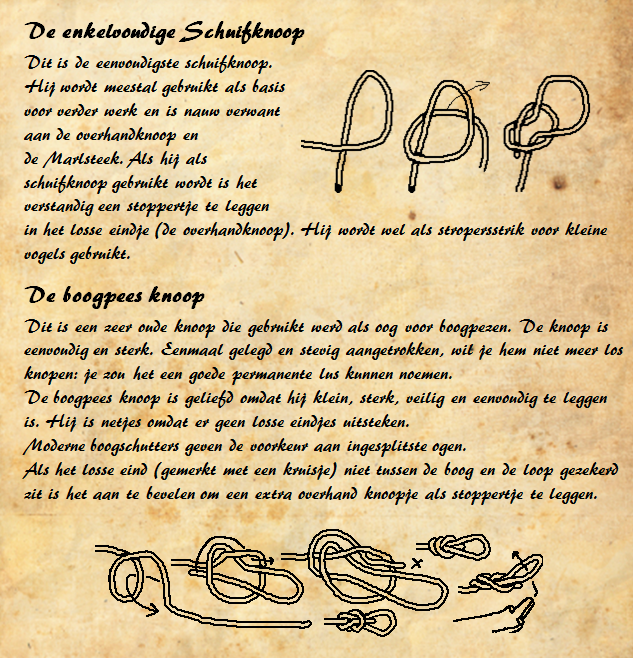 De enkelvoudige Schuifknoop
Dit is de eenvoudigste schuifknoop.
Hij wordt meestal gebruikt als basis
voor verder werk en is nauw verwant
aan de overhandknoop en
de Marlsteek. Als hij als
schuifknoop gebruikt wordt is het
verstandig een stoppertje te leggen
in het losse eindje (de overhandknoop). Hij wordt wel als stropersstrik voor kleine
vogels gebruikt.
De boogpees knoop
Dit is een zeer oude knoop die gebruikt werd als oog voor boogpezen. De knoop is
eenvoudig en sterk. Eenmaal gelegd en stevig aangetrokken, wil je hem niet meer los
knopen: je zou het een goede permanente lus kunnen noemen.
De boogpees knoop is geliefd omdat hij klein, sterk, veilig en eenvoudig te leggen
is. Hij is netjes omdat er geen losse eindjes uitsteken.
Moderne boogschutters geven de voorkeur aan ingesplitste ogen.
Als het losse eind (gemerkt met een kruisje) niet tussen de boog en de loop gezekerd
zit is het aan te bevelen om een extra overhand knoopje als stoppertje te leggen.